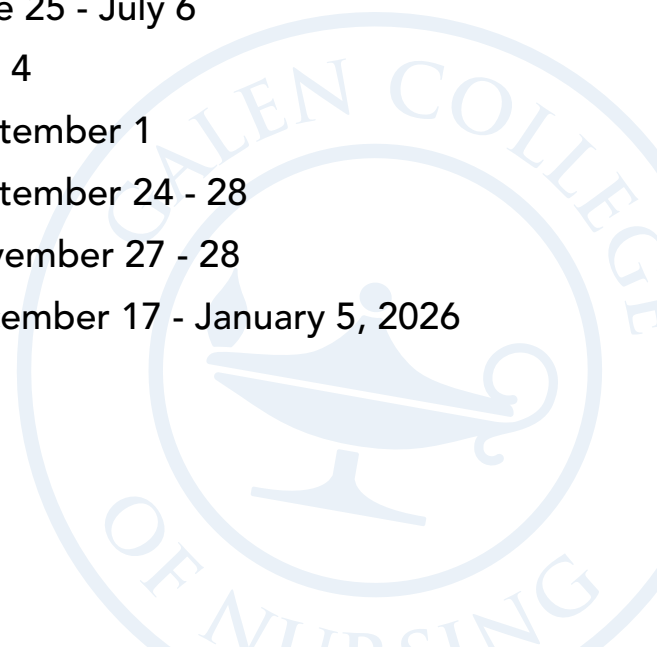 e 25 - July 6
4
tember 1
tember 24 - 28
vember 27 - 28
ember 17 - January 5, 2026
GALEN COLLEGE
OF NURSING